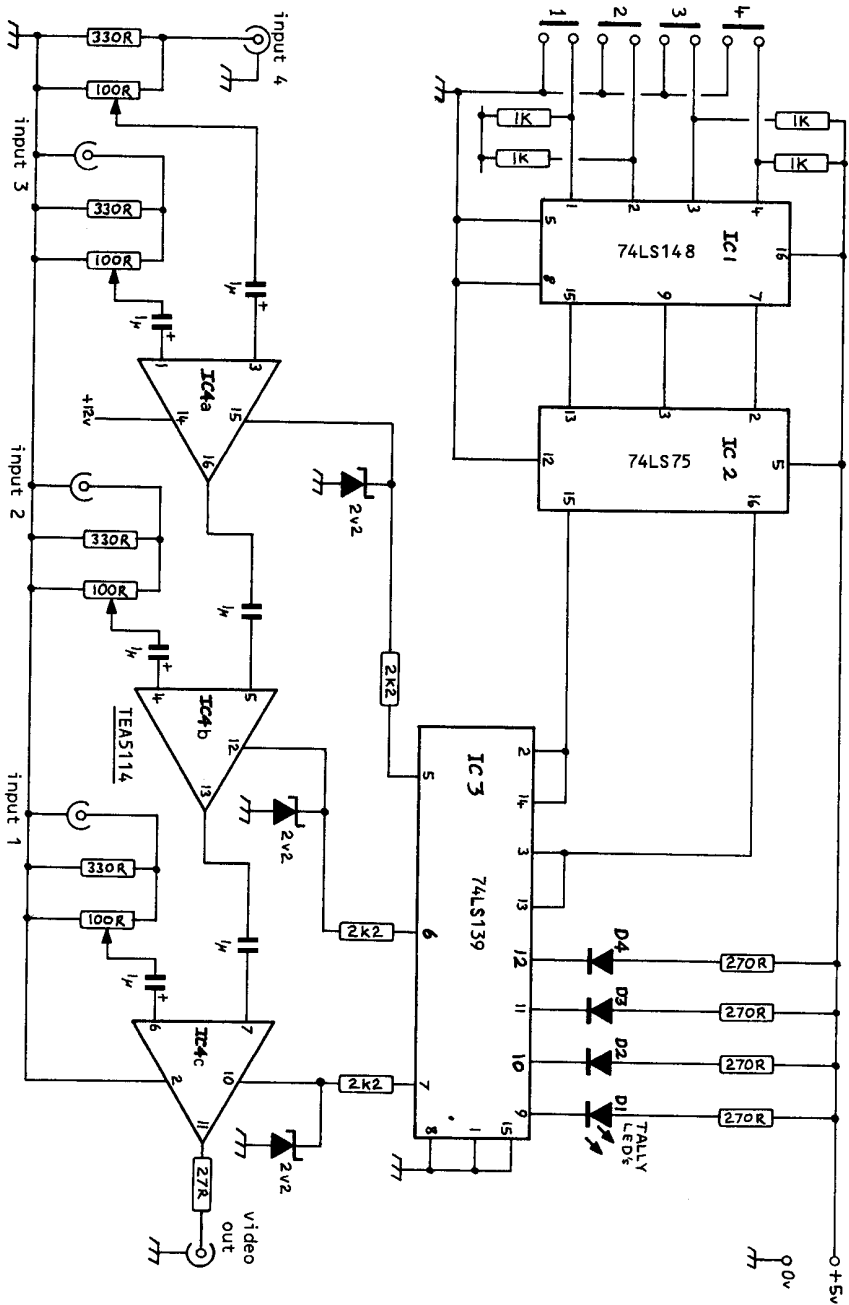 1
2
3
4
1K
1K
1K
1K
1
2
3
4
5
16
IC1
74LS148
8
15
9
7
13
3
2
12
5
IC 2
74LS75
15
16
+5v
0v
2
14
3
13
12
11
10
9
IC 3
74LS139
5
6
7
8
1
15
D4
D3
D2
D1
TALLY
LED's
270R
270R
270R
270R
2k2
2k2
2k2
2v2
2v2
2v2
input 4
330R
100R
1µ
+
input 3
330R
100R
1µ
+
1
3
IC4a
14
15
16
+12v
1µ
input 2
330R
100R
1µ
+
4
5
IC4b
12
13
TEA5114
1µ
input 1
330R
100R
1µ
+
6
7
IC4c
2
10
11
27R
video
out